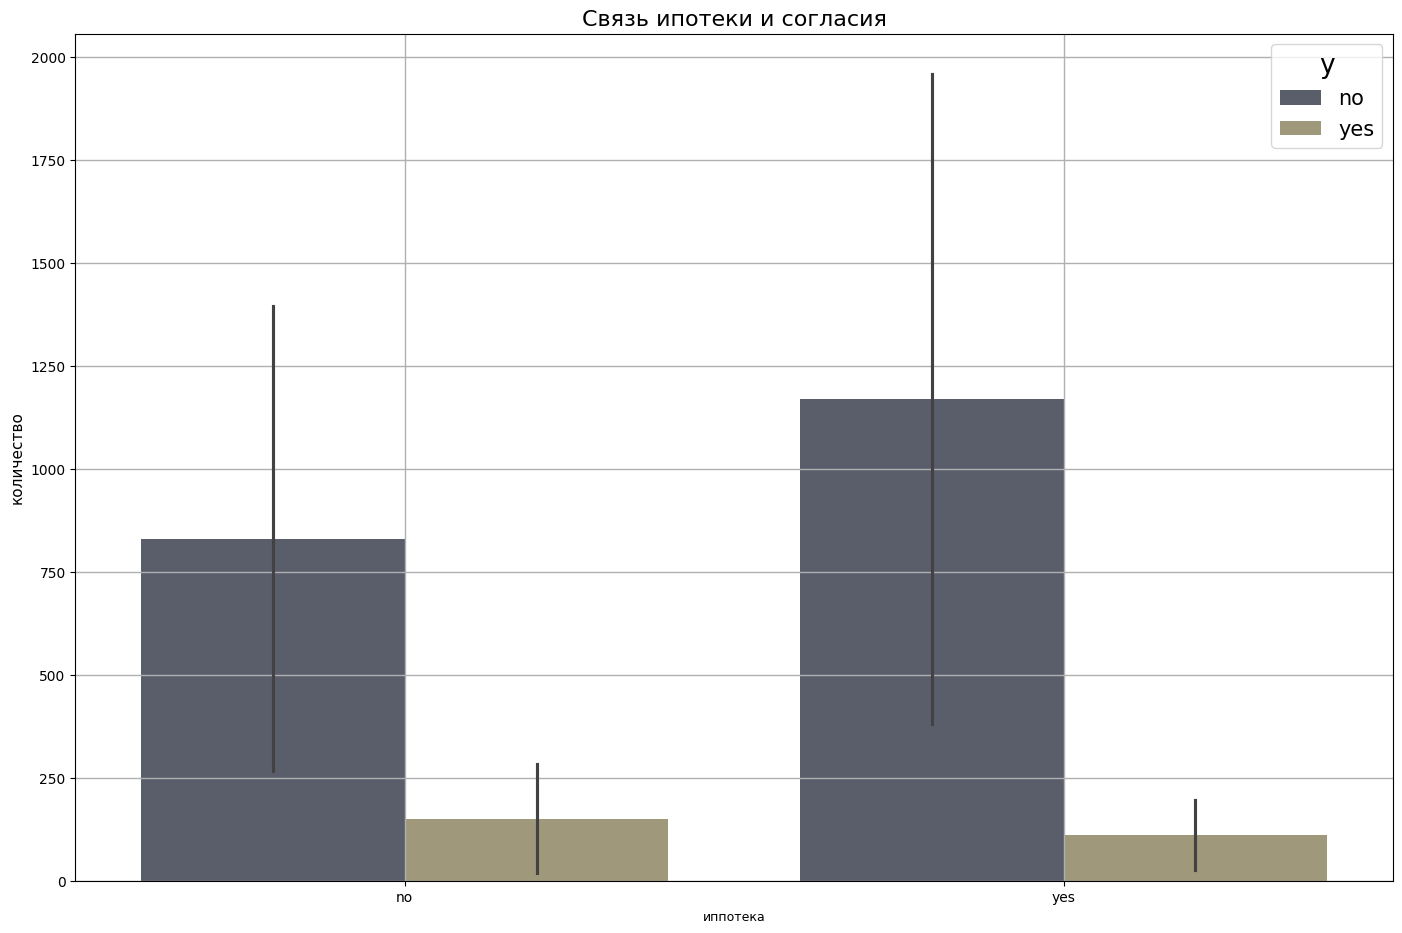 Связь ипотеки и согласия
y
no
yes
2000
1750
1500
1250
1000
750
500
250
0
количество
no
yes
иппотека